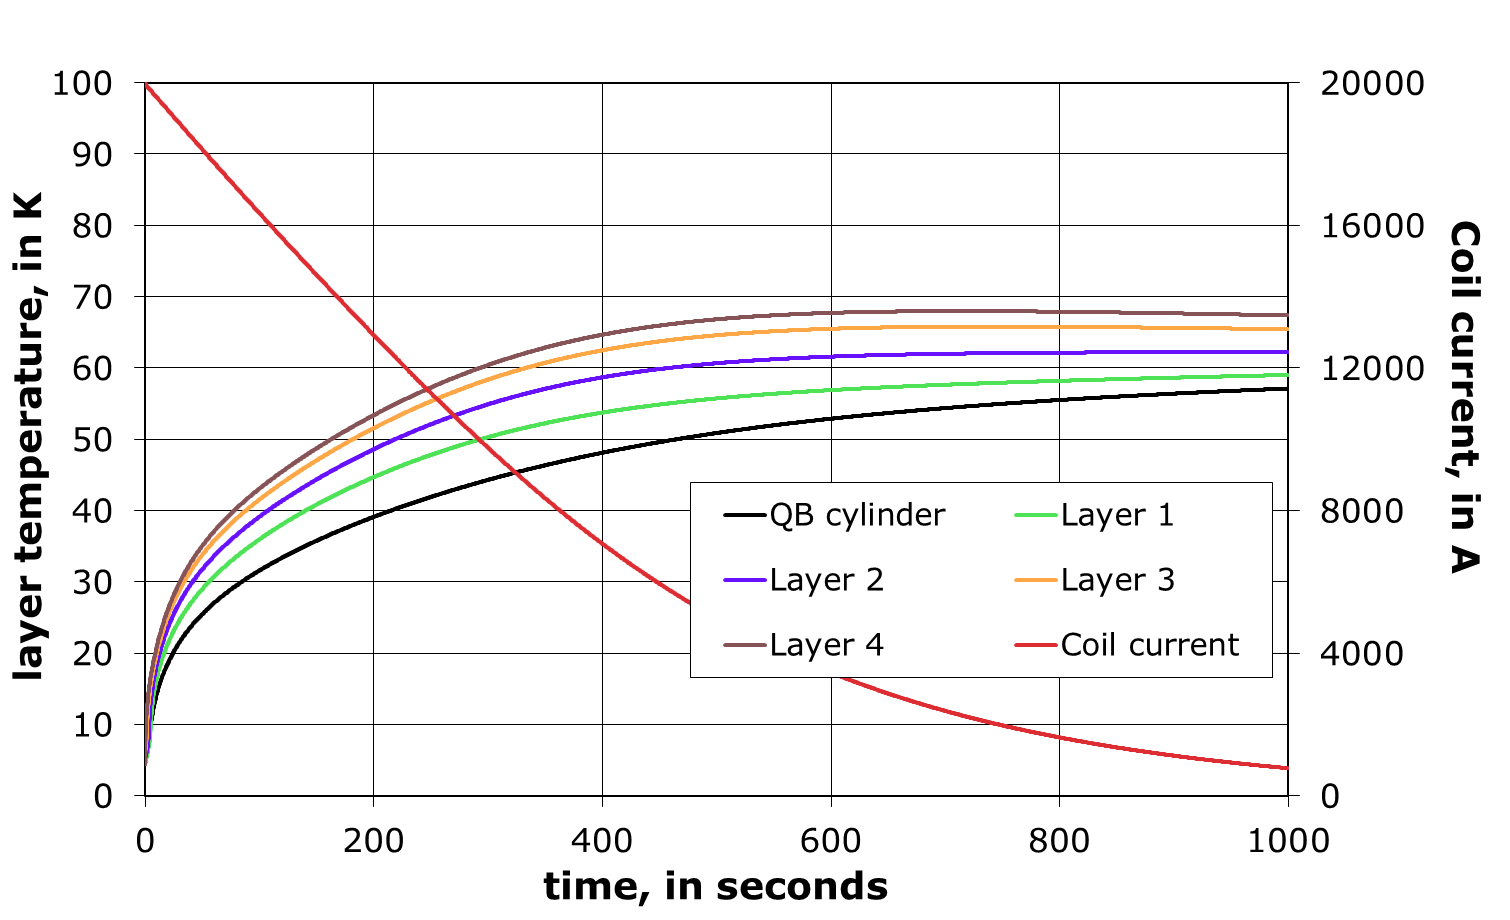 100
90
80
70
60
50
40
30
20
10
0
layer temperature, in K
20000
16000
12000
8000
4000
0
Coil current, in A
QB cylinder
Layer 1
Layer 2
Layer 3
Layer 4
Coil current
0 200 400 600 800 1000
time, in seconds